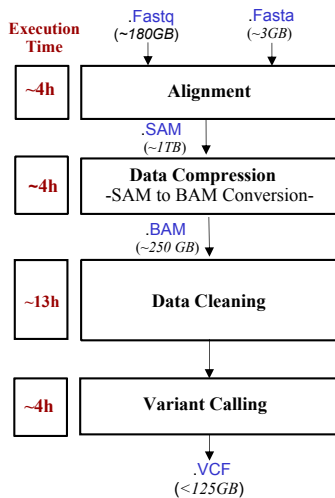 Execution
Time
.Fastq
(~180GB)
.Fasta
(~3GB)
~4h
Alignment
.SAM
(~1TB)
~4h
Data Compression
-SAM to BAM Conversion-
.BAM
(~250 GB)
~13h
Data Cleaning
~4h
Variant Calling
.VCF
(<125GB)